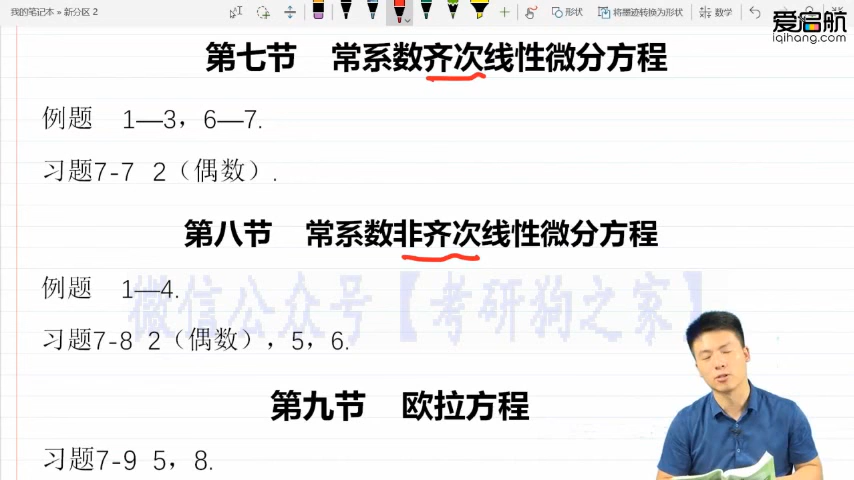 我的笔记本 » 新分区 2
形状
将墨迹转换为形状
数学
爱启航
iqihang.com
第七节 常系数齐次线性微分方程
例题 1—3，6—7.
习题7-7 2（偶数）.
第八节 常系数非齐次线性微分方程
例题 1—4.
微信公众号【考研狗之家】
习题7-8 2（偶数），5，6.
第九节 欧拉方程
习题7-9 5，8.